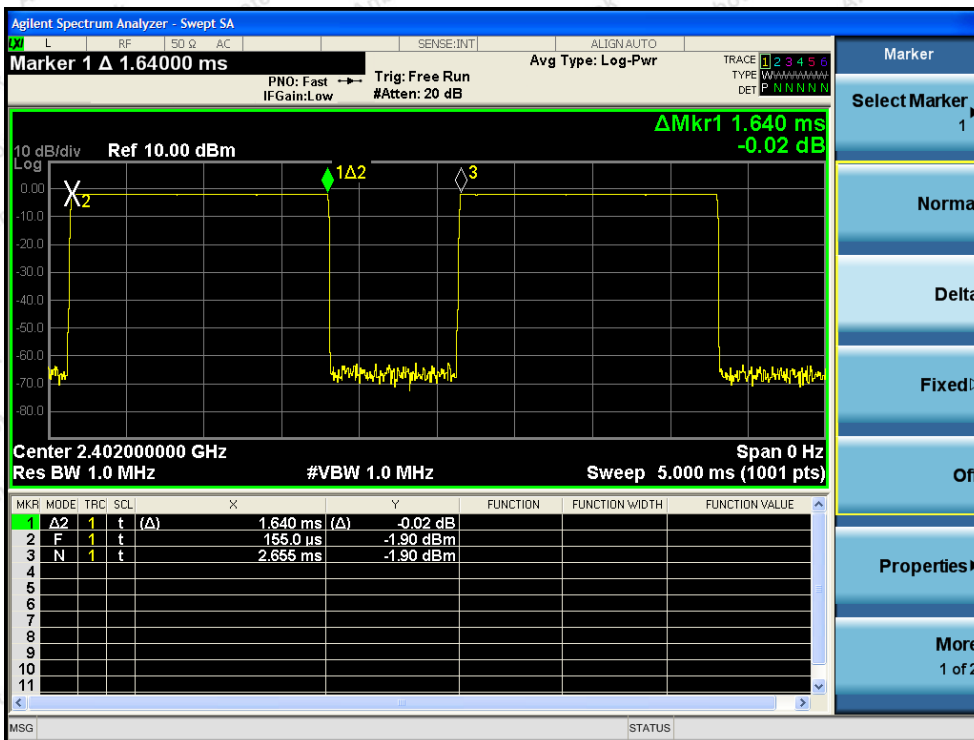 Agilent Spectrum Analyzer - Swept SA
LXI L RF 50 Ω AC SENSE:INT ALIGN AUTO
Marker 1 Δ 1.64000 ms
PNO: Fast
IFGain:Low
Trig: Free Run
#Atten: 20 dB
Avg Type: Log-Pwr
TRACE 1 2 3 4 5 6
TYPE W
DET P N N N N N
ΔMkr1 1.640 ms
-0.02 dB
10 dB/div Ref 10.00 dBm
Log
0.00
-10.0
-20.0
-30.0
-40.0
-50.0
-60.0
-70.0
-80.0
2
1Δ2
3
Center 2.402000000 GHz Span 0 Hz
Res BW 1.0 MHz #VBW 1.0 MHz Sweep 5.000 ms (1001 pts)
MKR MODE TRC SCL X Y FUNCTION FUNCTION WIDTH FUNCTION VALUE
1 Δ2 1 t (Δ) 1.640 ms (Δ) -0.02 dB
2 F 1 t 155.0 µs -1.90 dBm
3 N 1 t 2.655 ms -1.90 dBm
4
5
6
7
8
9
10
11
MSG STATUS
Marker
Select Marker
1
Norma
Delta
Fixed
Of
Properties
More
1 of 2